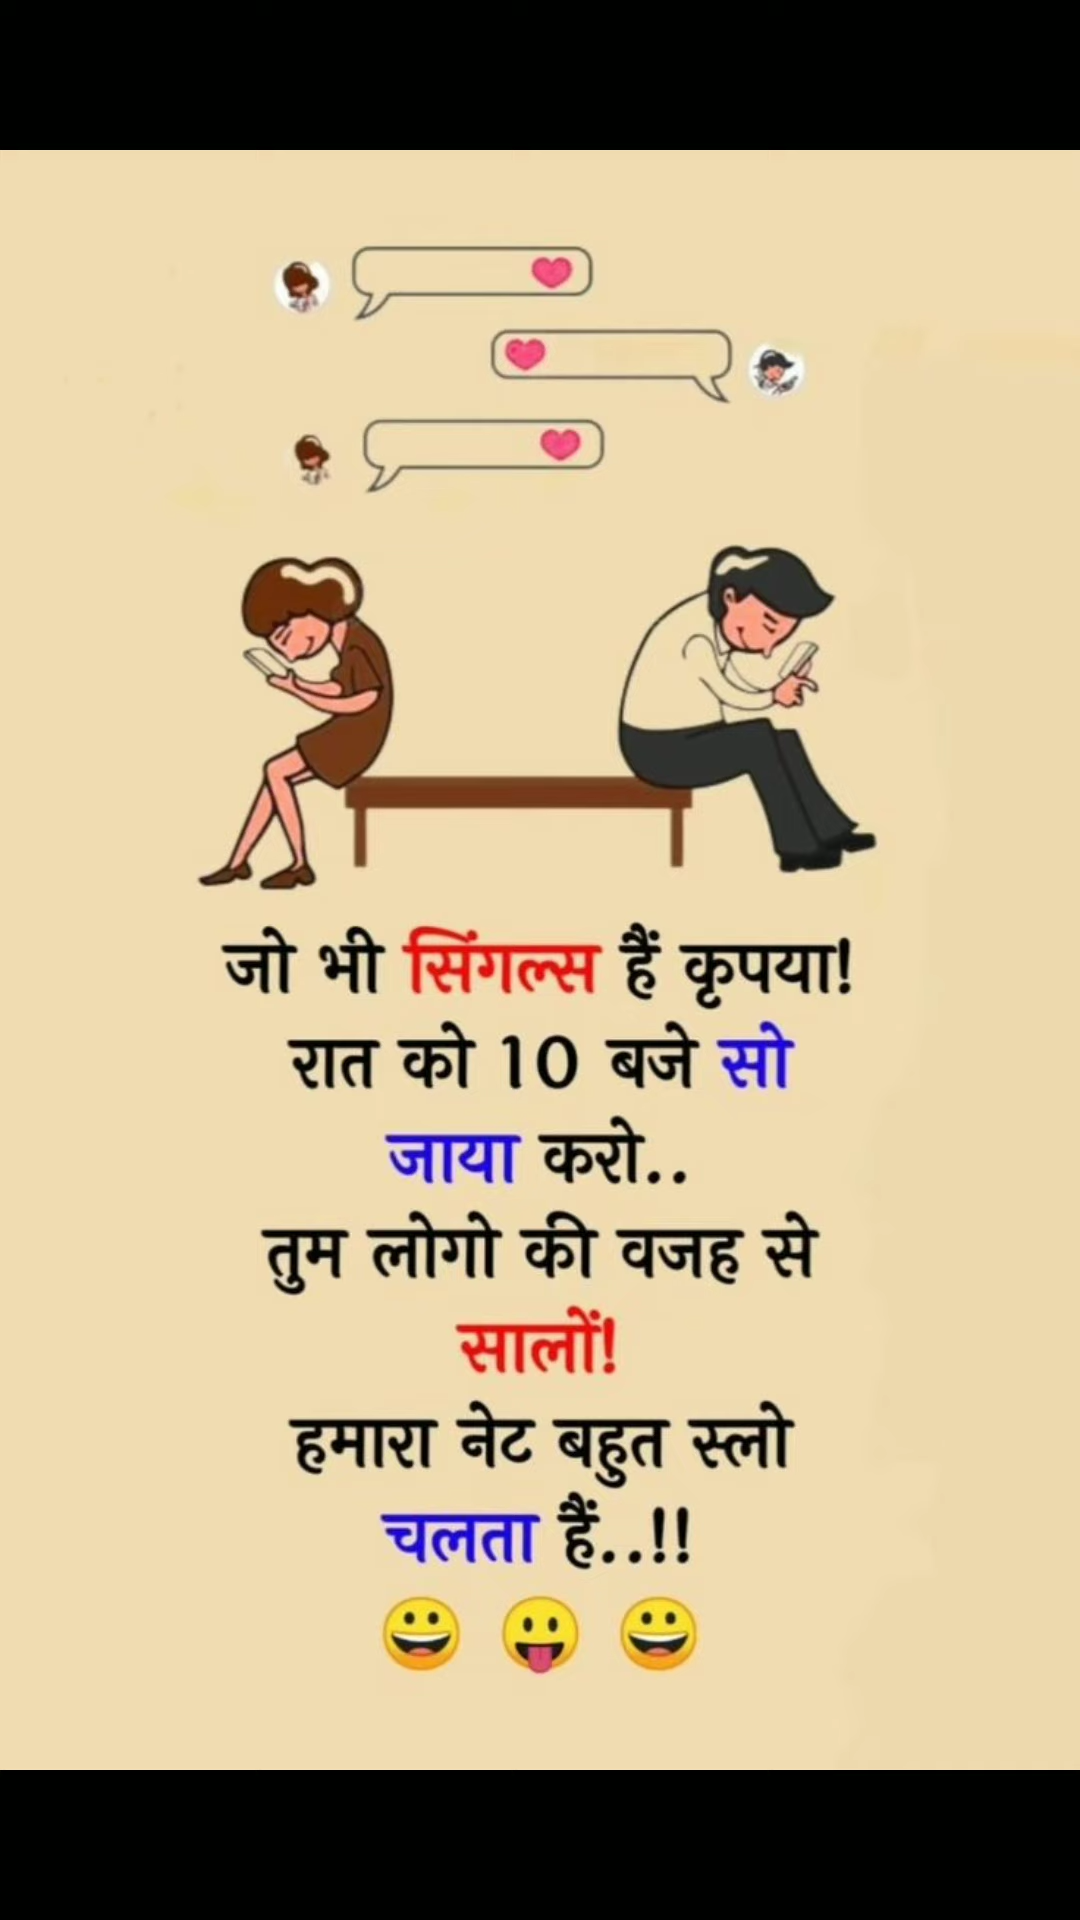 जो भी सिंगल्स हैं कृपया!
रात को 10 बजे सो
जाया करो..
तुम लोगो की वजह से
सालों!
हमारा नेट बहुत स्लो
चलता हैं..!!